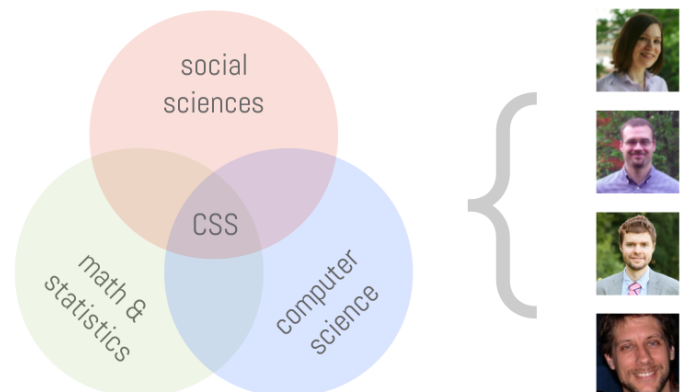 social
sciences
CSS
math &
statistics
computer
science